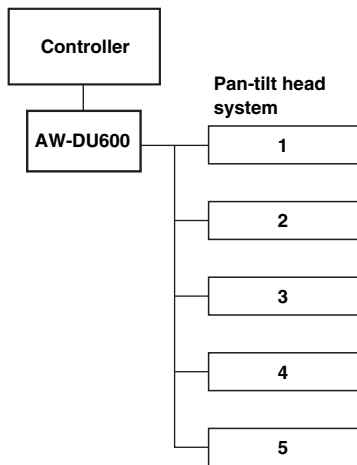 Controller
Pan-tilt head
system
AW-DU600
1
2
3
4
5